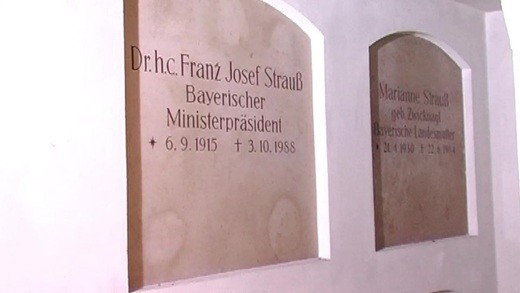 Dr.h.c. Franz Josef Strauß
Bayerischer
Ministerpräsident
* 6.9.1915 † 3.10.1988
Marianne Strauß
geb. Zwicknagl
Bayerische Landesmutter